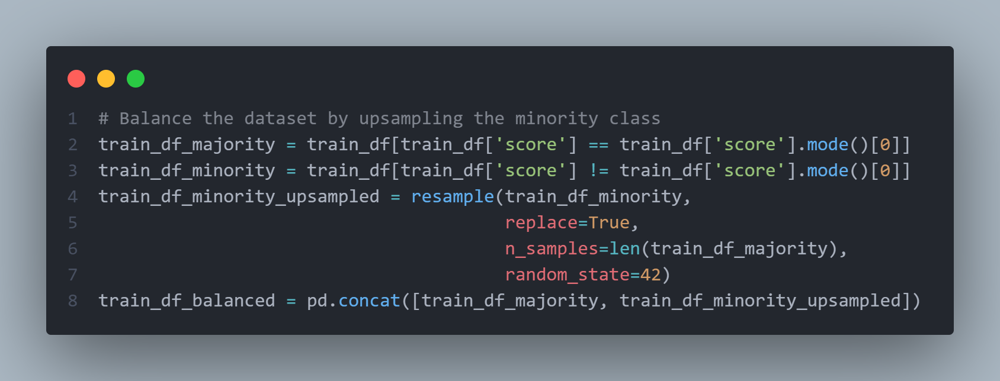 1 # Balance the dataset by upsampling the minority class
2 train_df_majority = train_df[train_df['score'] == train_df['score'].mode()[0]]
3 train_df_minority = train_df[train_df['score'] != train_df['score'].mode()[0]]
4 train_df_minority_upsampled = resample(train_df_minority,
5                                        replace=True,
6                                        n_samples=len(train_df_majority),
7                                        random_state=42)
8 train_df_balanced = pd.concat([train_df_majority, train_df_minority_upsampled])